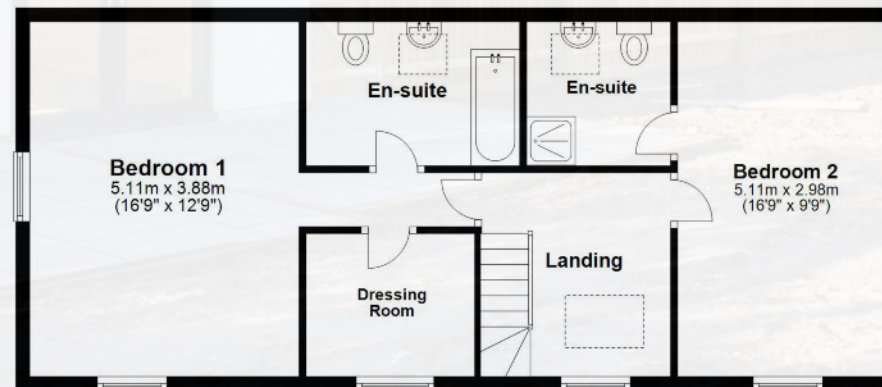 En-suite
En-suite
Bedroom 1
5.11m x 3.88m
(16'9" x 12'9")
Bedroom 2
5.11m x 2.98m
(16'9" x 9'9")
Landing
Dressing
Room